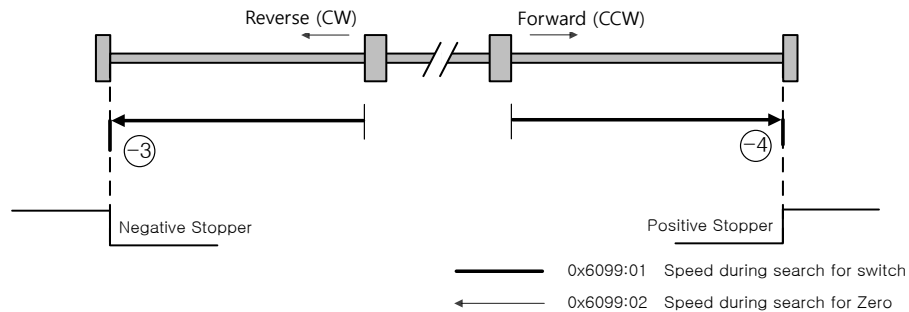 Reverse (CW)
Forward (CCW)
-3
-4
Negative Stopper
Positive Stopper
0x6099:01 Speed during search for switch
0x6099:02 Speed during search for Zero